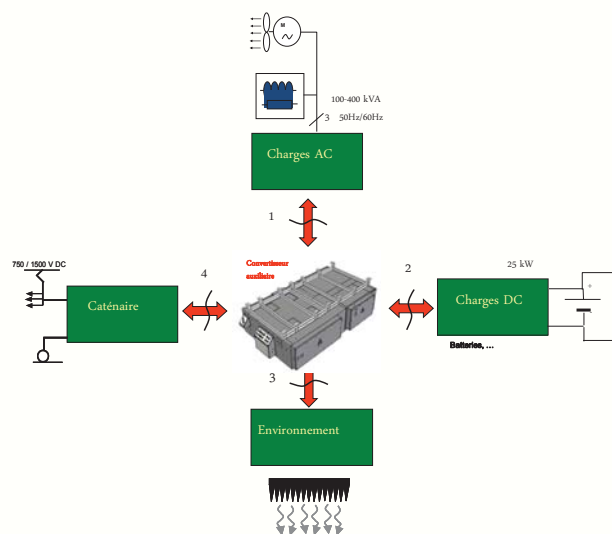 M
100-400 kVA
3 50Hz/60Hz
Charges AC
1
Convertisseur
auxiliaire
750 / 1500 V DC
4
Caténaire
2
25 kW
Charges DC
+
Batteries, ...
3
Environnement